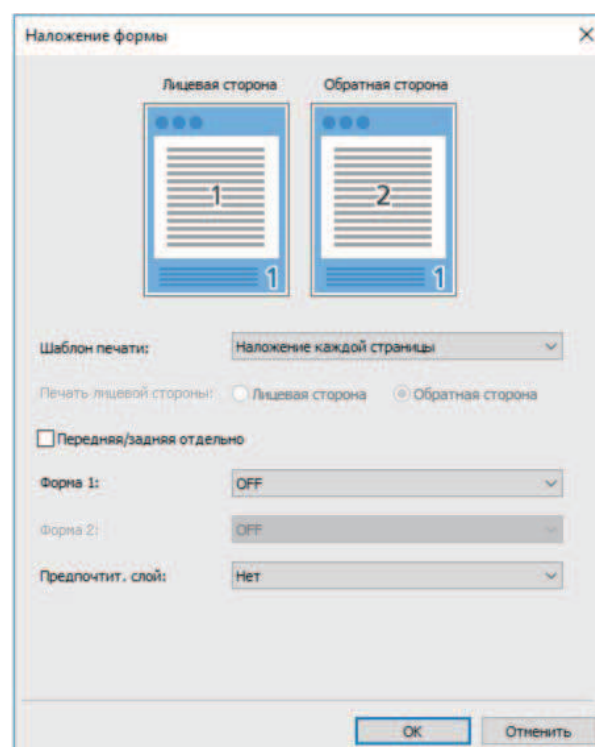 Наложение формы
Лицевая сторона Обратная сторона
1 2
1 1
Шаблон печати: Наложение каждой страницы
Печать лицевой стороны: Лицевая сторона Обратная сторона
Передняя/задняя отдельно
Форма 1: OFF
Форма 2: OFF
Предпочтит. слой: Нет
OK Отменить